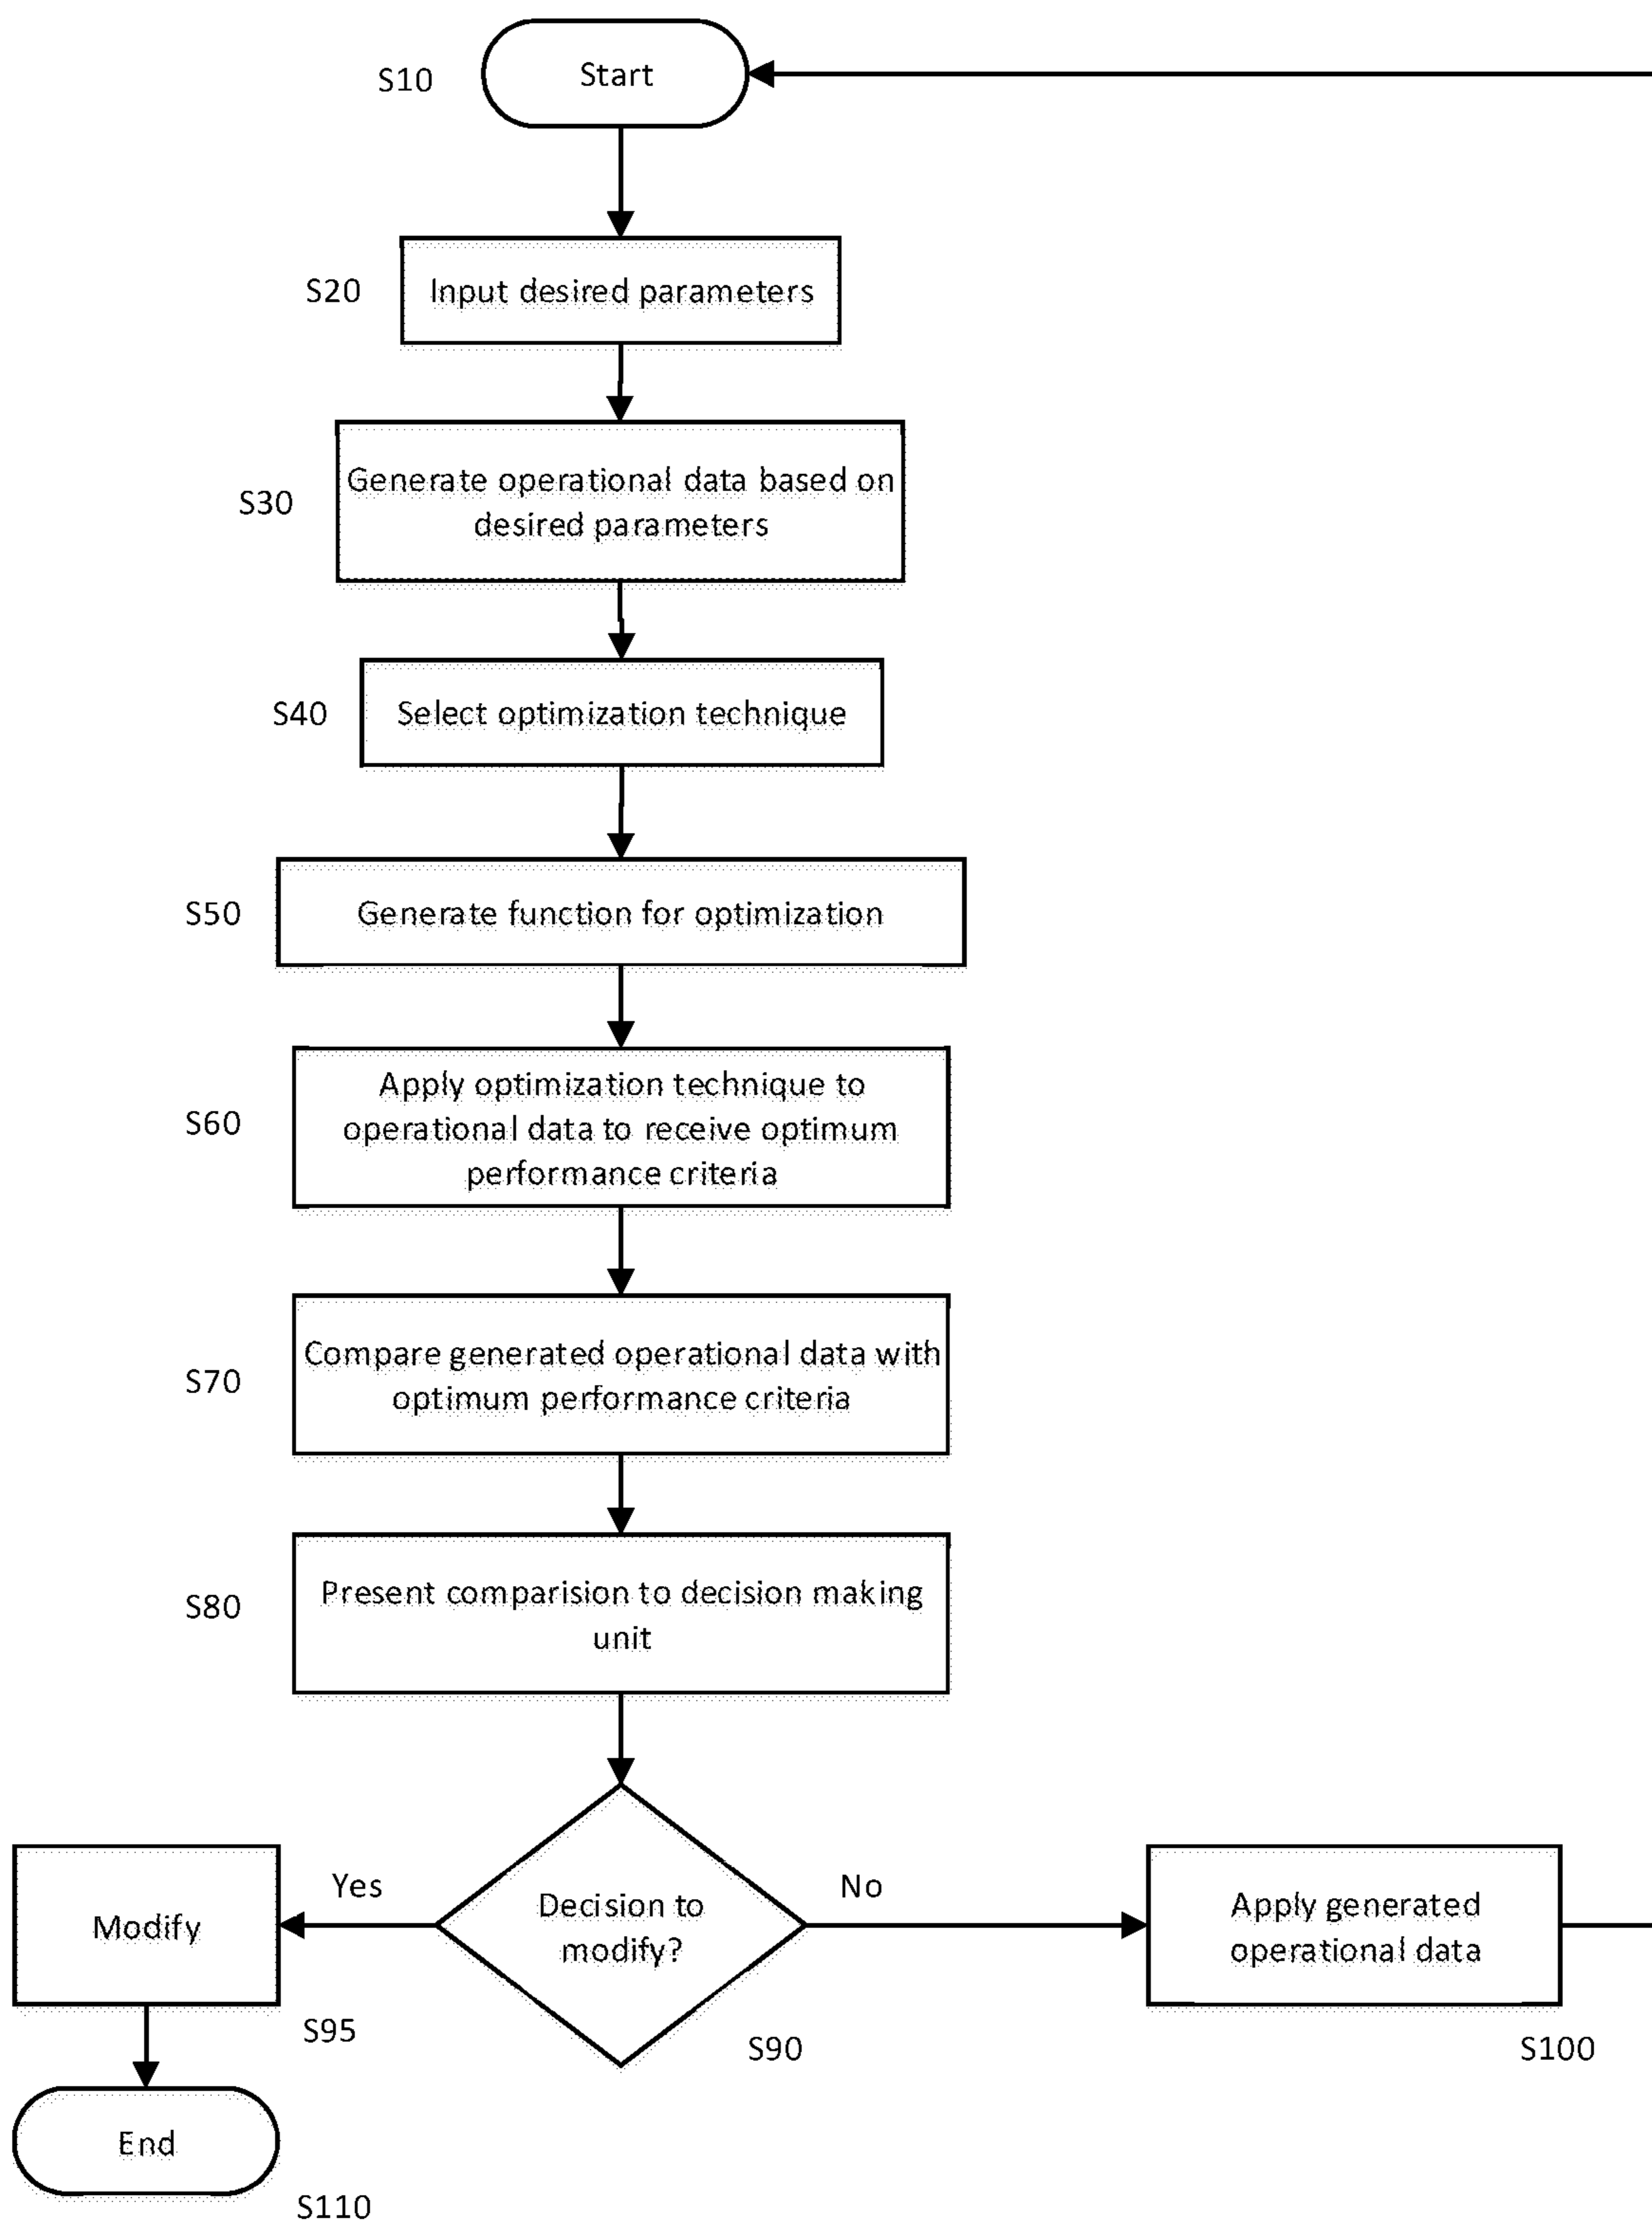 S10
Start
S20
Input desired parameters
S30
Generate operational data based on
desired parameters
S40
Select optimization technique
S50
Generate function for optimization
S60
Apply optimization technique to
operational data to receive optimum
performance criteria
S70
Compare generated operational data with
optimum performance criteria
S80
Present comparision to decision making
unit
Modify
S95
Yes
Decision to
modify?
S90
No
Apply generated
operational data
S100
End
S110